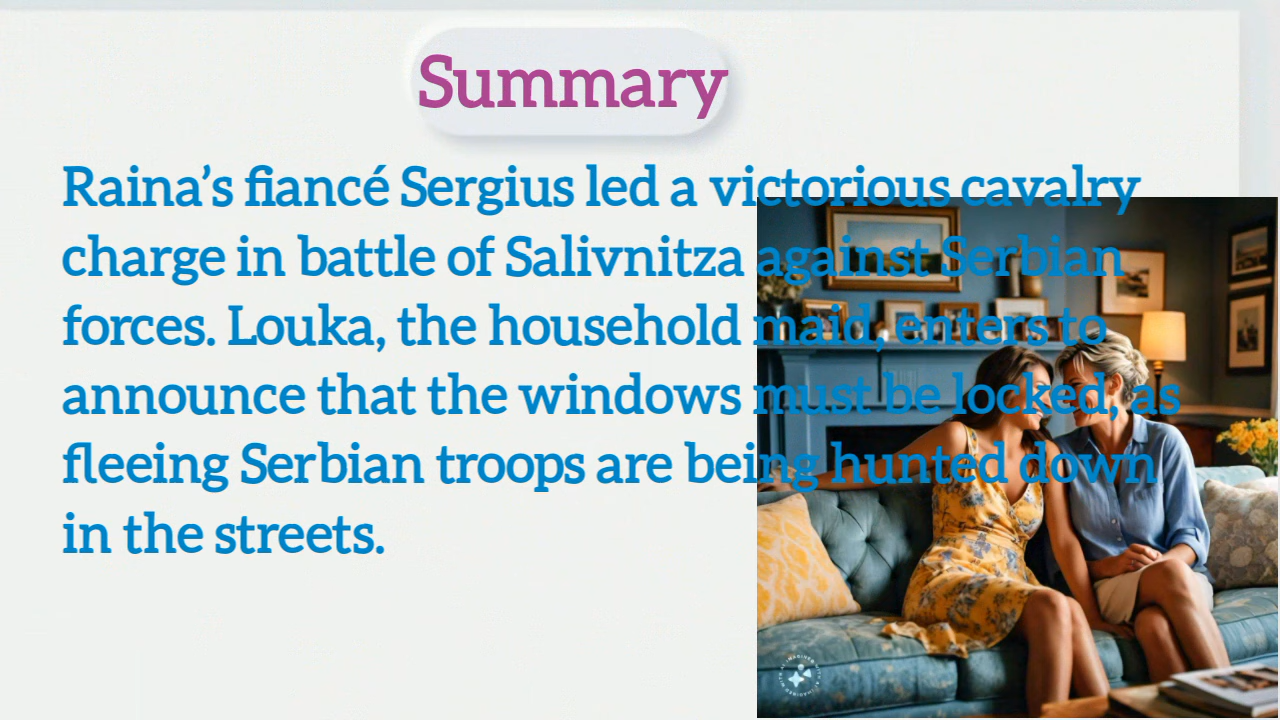 Summary
Raina’s fiancé Sergius led a victorious cavalry
charge in battle of Salivnitza against Serbian
forces. Louka, the household maid, enters to
announce that the windows must be locked, as
fleeing Serbian troops are being hunted down
in the streets.